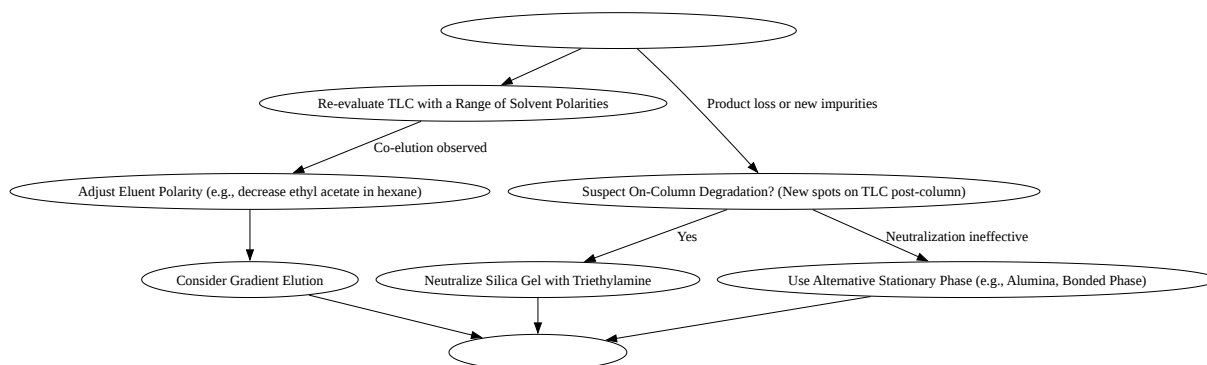 Re-evaluate TLC with a Range of Solvent Polarities
Product loss or new impurities
Co-elution observed
Adjust Eluent Polarity (e.g., decrease ethyl acetate in hexane)
Suspect On-Column Degradation? (New spots on TLC post-column)
Yes
Neutralization ineffective
Consider Gradient Elution
Neutralize Silica Gel with Triethylamine
Use Alternative Stationary Phase (e.g., Alumina, Bonded Phase)